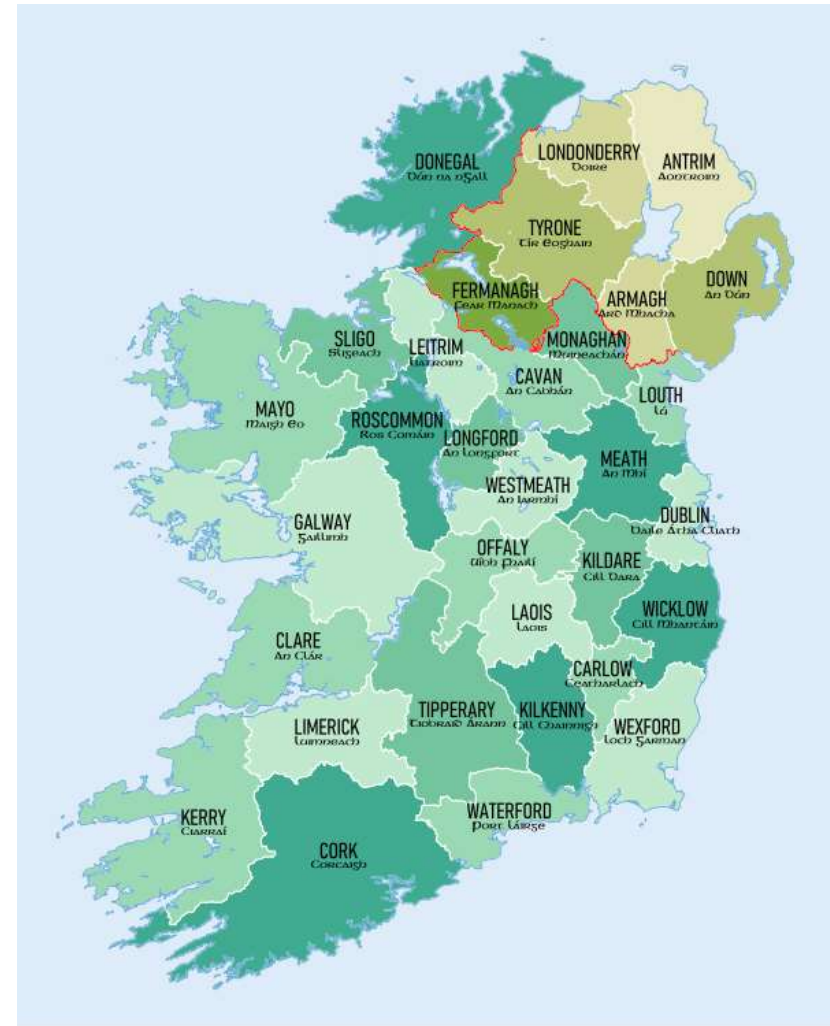 DONEGAL
Dún na nGall
LONDONDERRY
Doire
ANTRIM
Aontroim
TYRONE
Tír Eoghain
FERMANAGH
Fear Manach
ARMAGH
Ard Mhacha
DOWN
An Dún
MONAGHAN
Muineachán
SLIGO
Sligeach
LEITRIM
Liatroim
CAVAN
An Cabhán
LOUTH
Lú
MAYO
Maigh Eo
ROSCOMMON
Ros Comáin
LONGFORD
An Longfort
MEATH
An Mhí
WESTMEATH
An Iarmhí
GALWAY
Gaillimh
DUBLIN
Baile Átha Cliath
OFFALY
Uíbh Fhailí
KILDARE
Cill Dara
LAOIS
Laois
WICKLOW
Cill Mhantáin
CLARE
An Clár
CARLOW
Ceatharlach
TIPPERARY
Tiobraid Árann
KILKENNY
Cill Chainnigh
LIMERICK
Luimneach
WEXFORD
Loch Garman
WATERFORD
Port Láirge
KERRY
Ciarraí
CORK
Corcaigh